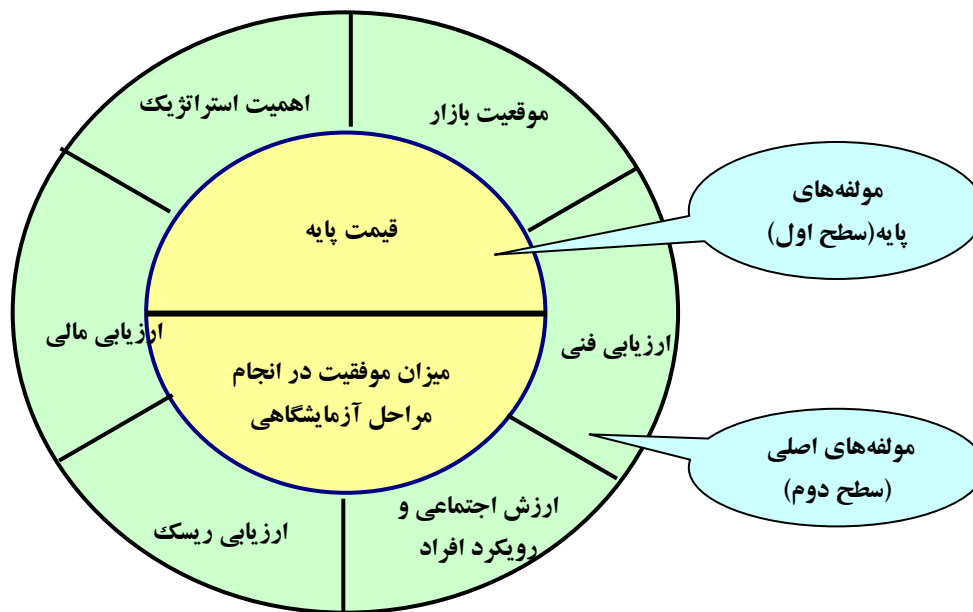 اهمیت استراتژیک
موقعیت بازار
مولفه‌های
پایه(سطح اول)
قیمت پایه
ارزیابی مالی
ارزیابی فنی
میزان موفقیت در انجام
مراحل آزمایشگاهی
مولفه‌های اصلی
(سطح دوم)
ارزیابی ریسک
ارزش اجتماعی و
رویکرد افراد